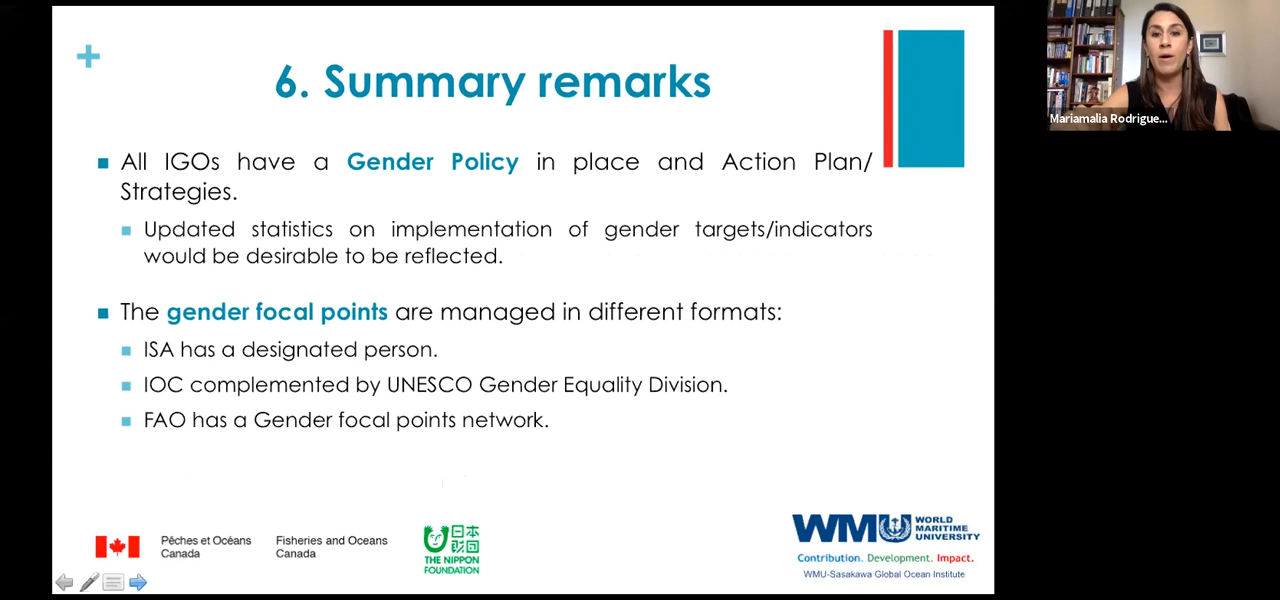 6. Summary remarks
All IGOs have a Gender Policy in place and Action Plan/
Strategies.
Updated statistics on implementation of gender targets/indicators
would be desirable to be reflected.
The gender focal points are managed in different formats:
ISA has a designated person.
IOC complemented by UNESCO Gender Equality Division.
FAO has a Gender focal points network.
Pêches et Océans
Canada
Fisheries and Oceans
Canada
日本
財団
THE NIPPON
FOUNDATION
WMU
WORLD
MARITIME
UNIVERSITY
Contribution. Development. Impact.
WMU-Sasakawa Global Ocean Institute
Mariamalia Rodrigue...